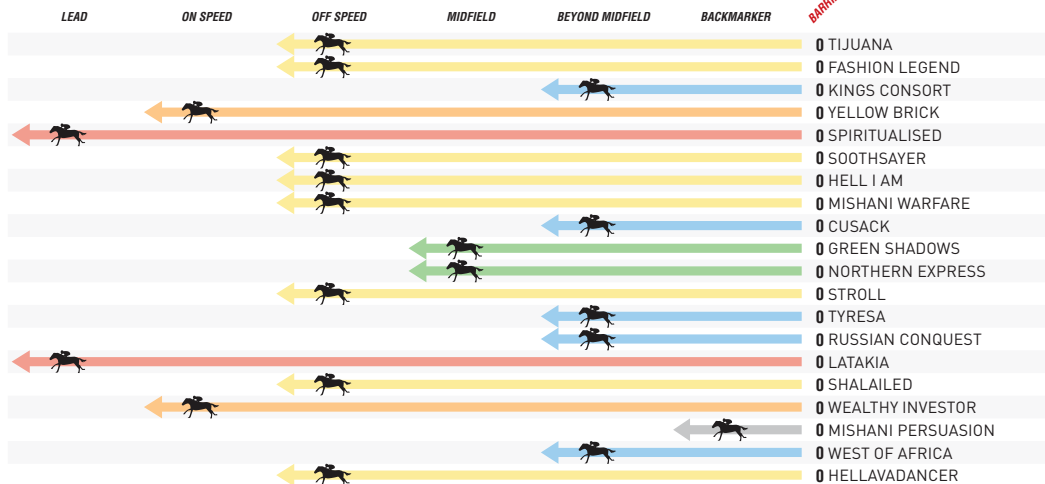 LEAD ON SPEED OFF SPEED MIDFIELD BEYOND MIDFIELD BACKMARKER
0 TIJUANA
0 FASHION LEGEND
0 KINGS CONSORT
0 YELLOW BRICK
0 SPIRITUALISED
0 SOOTHSAYER
0 HELL I AM
0 MISHANI WARFARE
0 CUSACK
0 GREEN SHADOWS
0 NORTHERN EXPRESS
0 STROLL
0 TYRESA
0 RUSSIAN CONQUEST
0 LATAKIA
0 SHALAILED
0 WEALTHY INVESTOR
0 MISHANI PERSUASION
0 WEST OF AFRICA
0 HELLAVADANCER